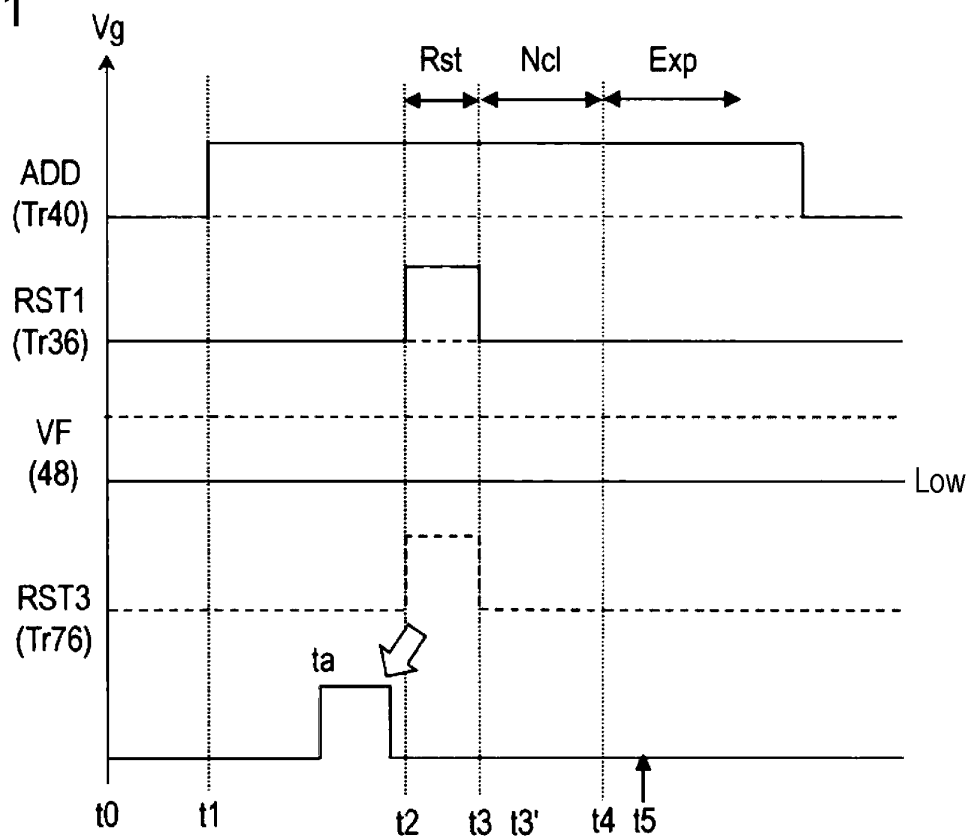 1
Vg
Rst Ncl Exp
ADD
(Tr40)
RST1
(Tr36)
VF
(48)
Low
RST3
(Tr76)
ta
t0 t1 t2 t3 t3' t4 t5